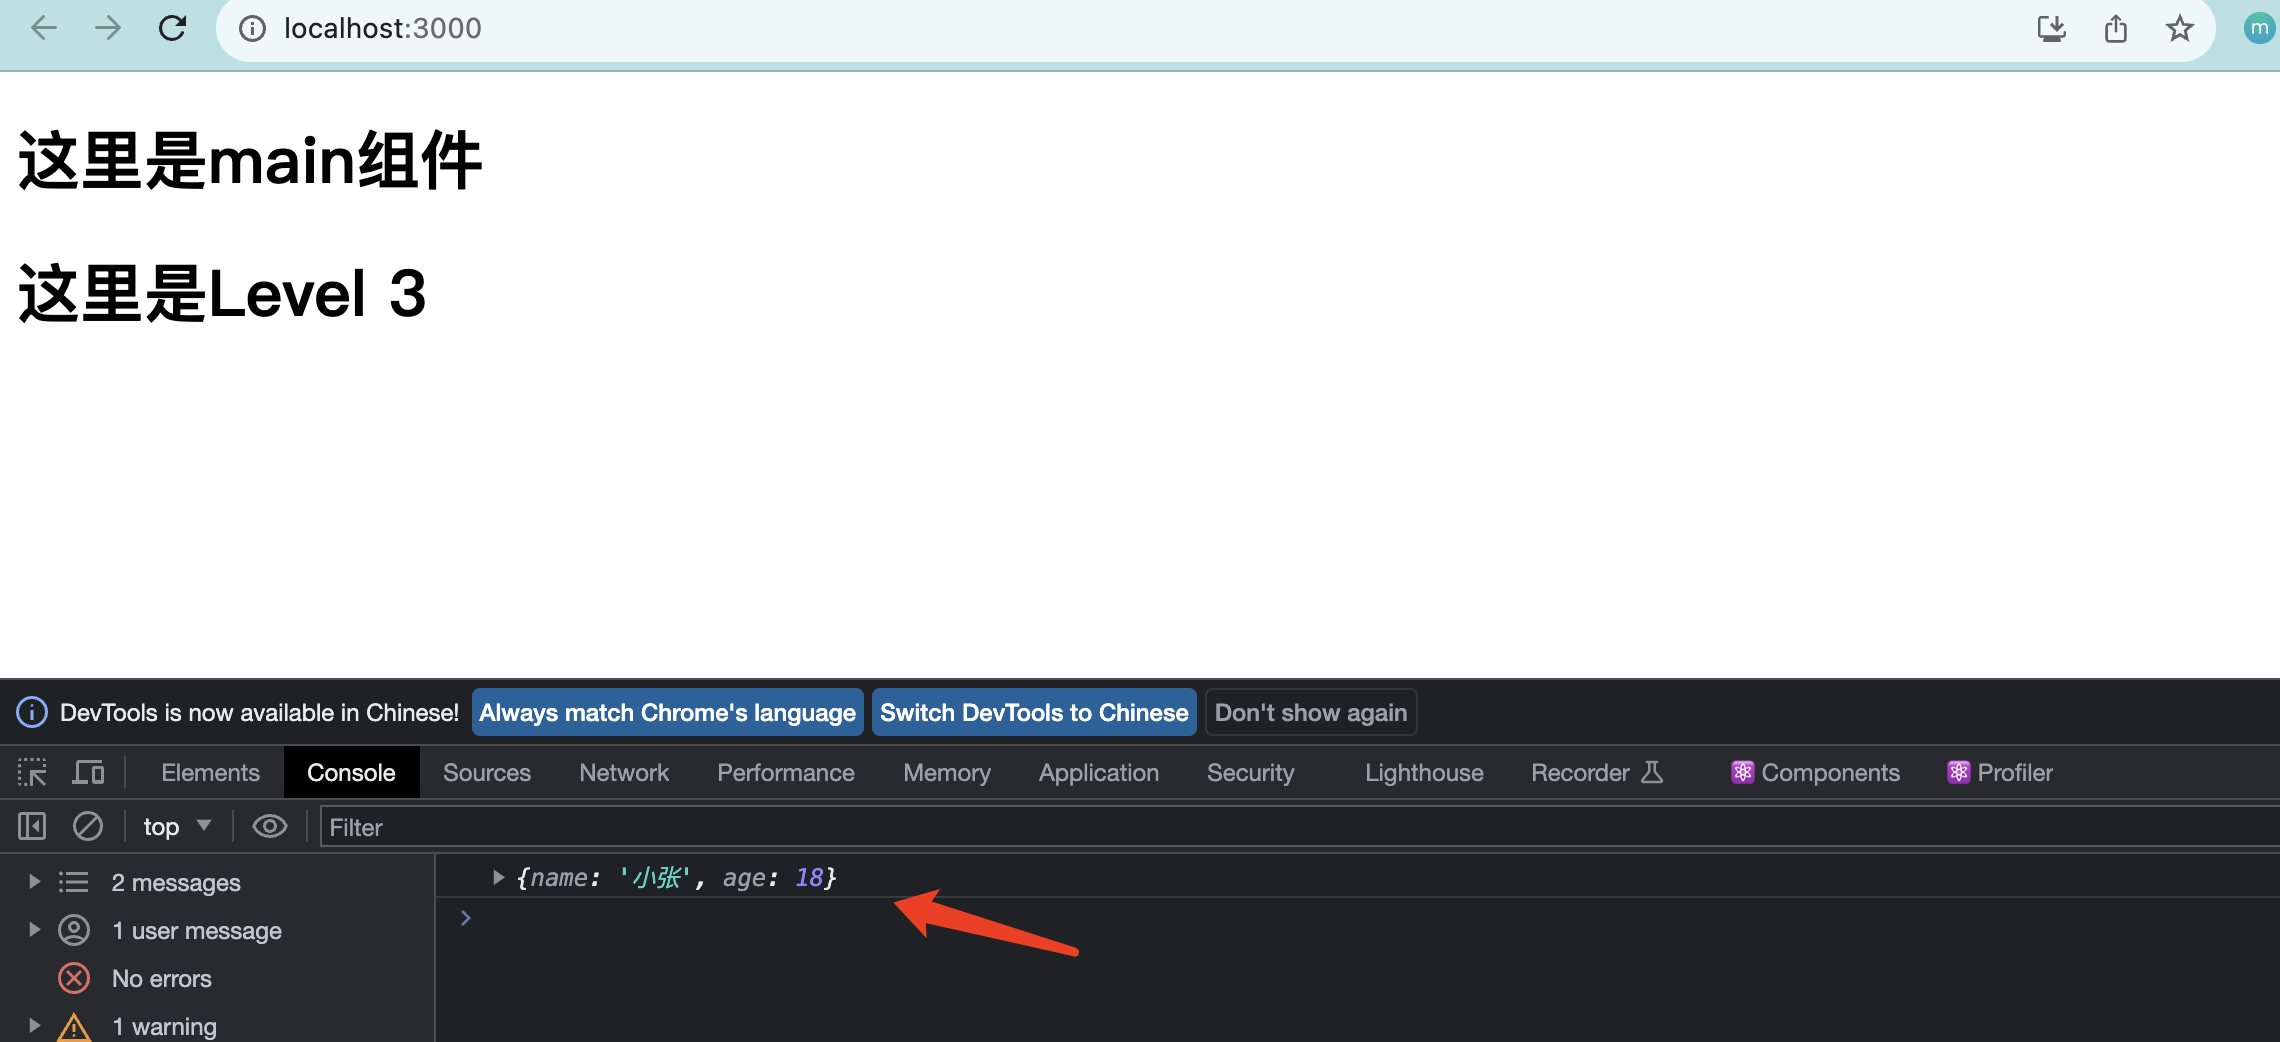 localhost:3000
m
这里是main组件
这里是Level 3
DevTools is now available in Chinese! Always match Chrome's language Switch DevTools to Chinese Don't show again
Elements Console Sources Network Performance Memory Application Security Lighthouse Recorder Components Profiler
top Filter
2 messages
{name: '小张', age: 18}
1 user message
No errors
1 warning